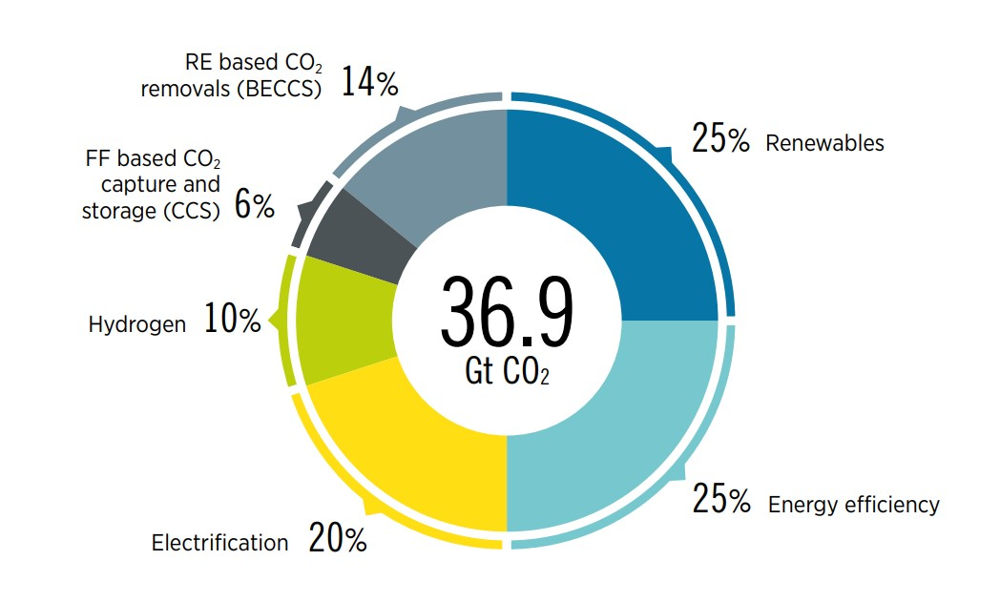 RE based CO₂
removals (BECCS) 14%
25% Renewables
FF based CO₂
capture and
storage (CCS) 6%
36.9
Gt CO₂
Hydrogen 10%
25% Energy efficiency
Electrification 20%